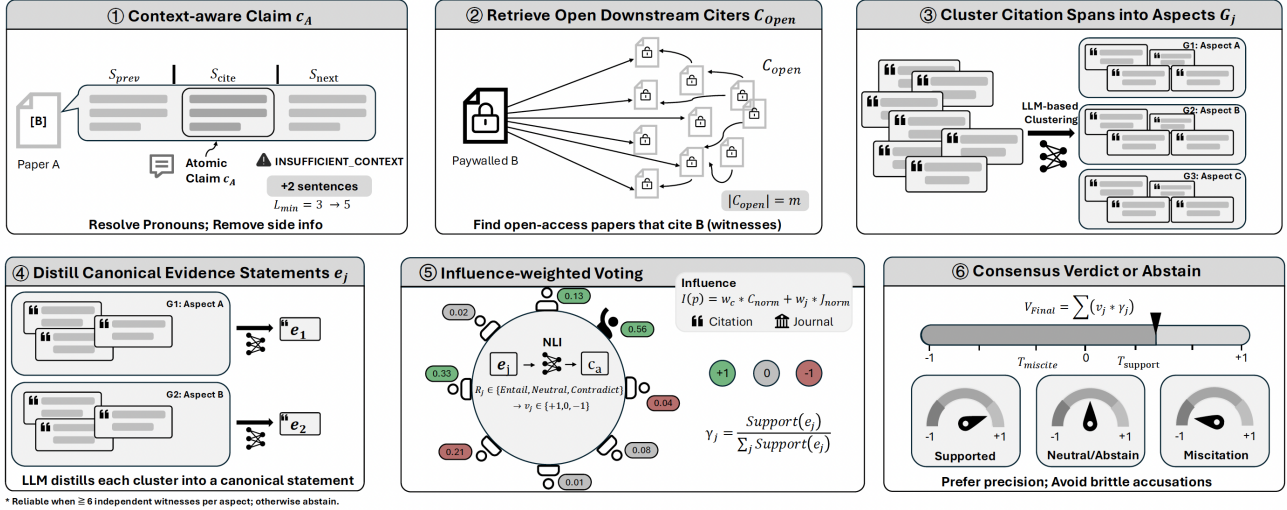 ① Context-aware Claim c_A
S_prev
S_cite
S_next
[B]
Paper A
Atomic
Claim c_A
INSUFFICIENT_CONTEXT
+2 sentences
L_min = 3 → 5
Resolve Pronouns; Remove side info
② Retrieve Open Downstream Citers C_Open
C_open
Paywalled B
|C_open| = m
Find open-access papers that cite B (witnesses)
③ Cluster Citation Spans into Aspects G_j
LLM-based
Clustering
G1: Aspect A
G2: Aspect B
G3: Aspect C
④ Distill Canonical Evidence Statements e_j
G1: Aspect A
e_1
G2: Aspect B
e_2
LLM distills each cluster into a canonical statement
* Reliable when ≧ 6 independent witnesses per aspect; otherwise abstain.
⑤ Influence-weighted Voting
Influence
I(p) = w_c * C_norm + w_j * J_norm
Citation
Journal
0.13
0.02
0.56
0.33
0.04
0.21
0.08
0.01
NLI
e_j
c_a
R_j ∈ {Entail, Neutral, Contradict}
→ v_j ∈ {+1,0,−1}
+1
0
-1
γ_j = Support(e_j) / ∑_j Support(e_j)
⑥ Consensus Verdict or Abstain
V_Final = ∑(v_j * γ_j)
-1
T_miscite
0
T_support
+1
-1
+1
Supported
-1
+1
Neutral/Abstain
-1
+1
Miscitation
Prefer precision; Avoid brittle accusations